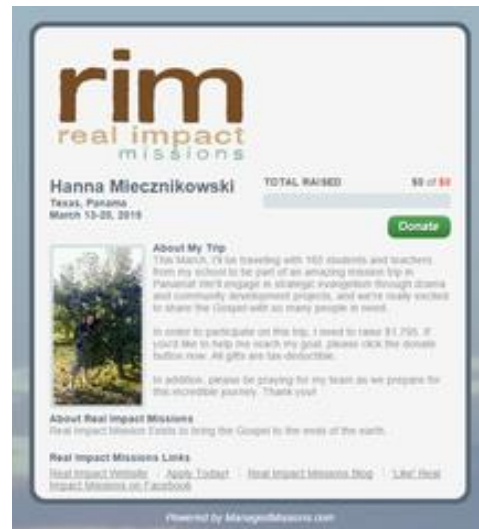 rim
real impact
missions
Hanna Miecznikowski
TOTAL RAISED $0 of $0
Texas, Panama
March 13-20, 2015
Donate
About My Trip
This March, I'll be traveling with 162 students and teachers
from my school to be part of an amazing mission trip in
Panama! We'll engage in strategic evangelism through drama
and community development projects, and we're really excited
to share the Gospel with so many people in need.
In order to participate on this trip, I need to raise $1,795. If
you'd like to help me reach my goal, please click the donate
button now. All gifts are tax-deductible.
In addition, please be praying for my team as we prepare for
this incredible journey. Thank you!
About Real Impact Missions
Real Impact Mission Exists to bring the Gospel to the ends of the earth.
Real Impact Missions Links
Real Impact Website | Apply Today! | Real Impact Missions Blog | 'Like' Real
Impact Missions on Facebook
Powered by ManagedMissions.com